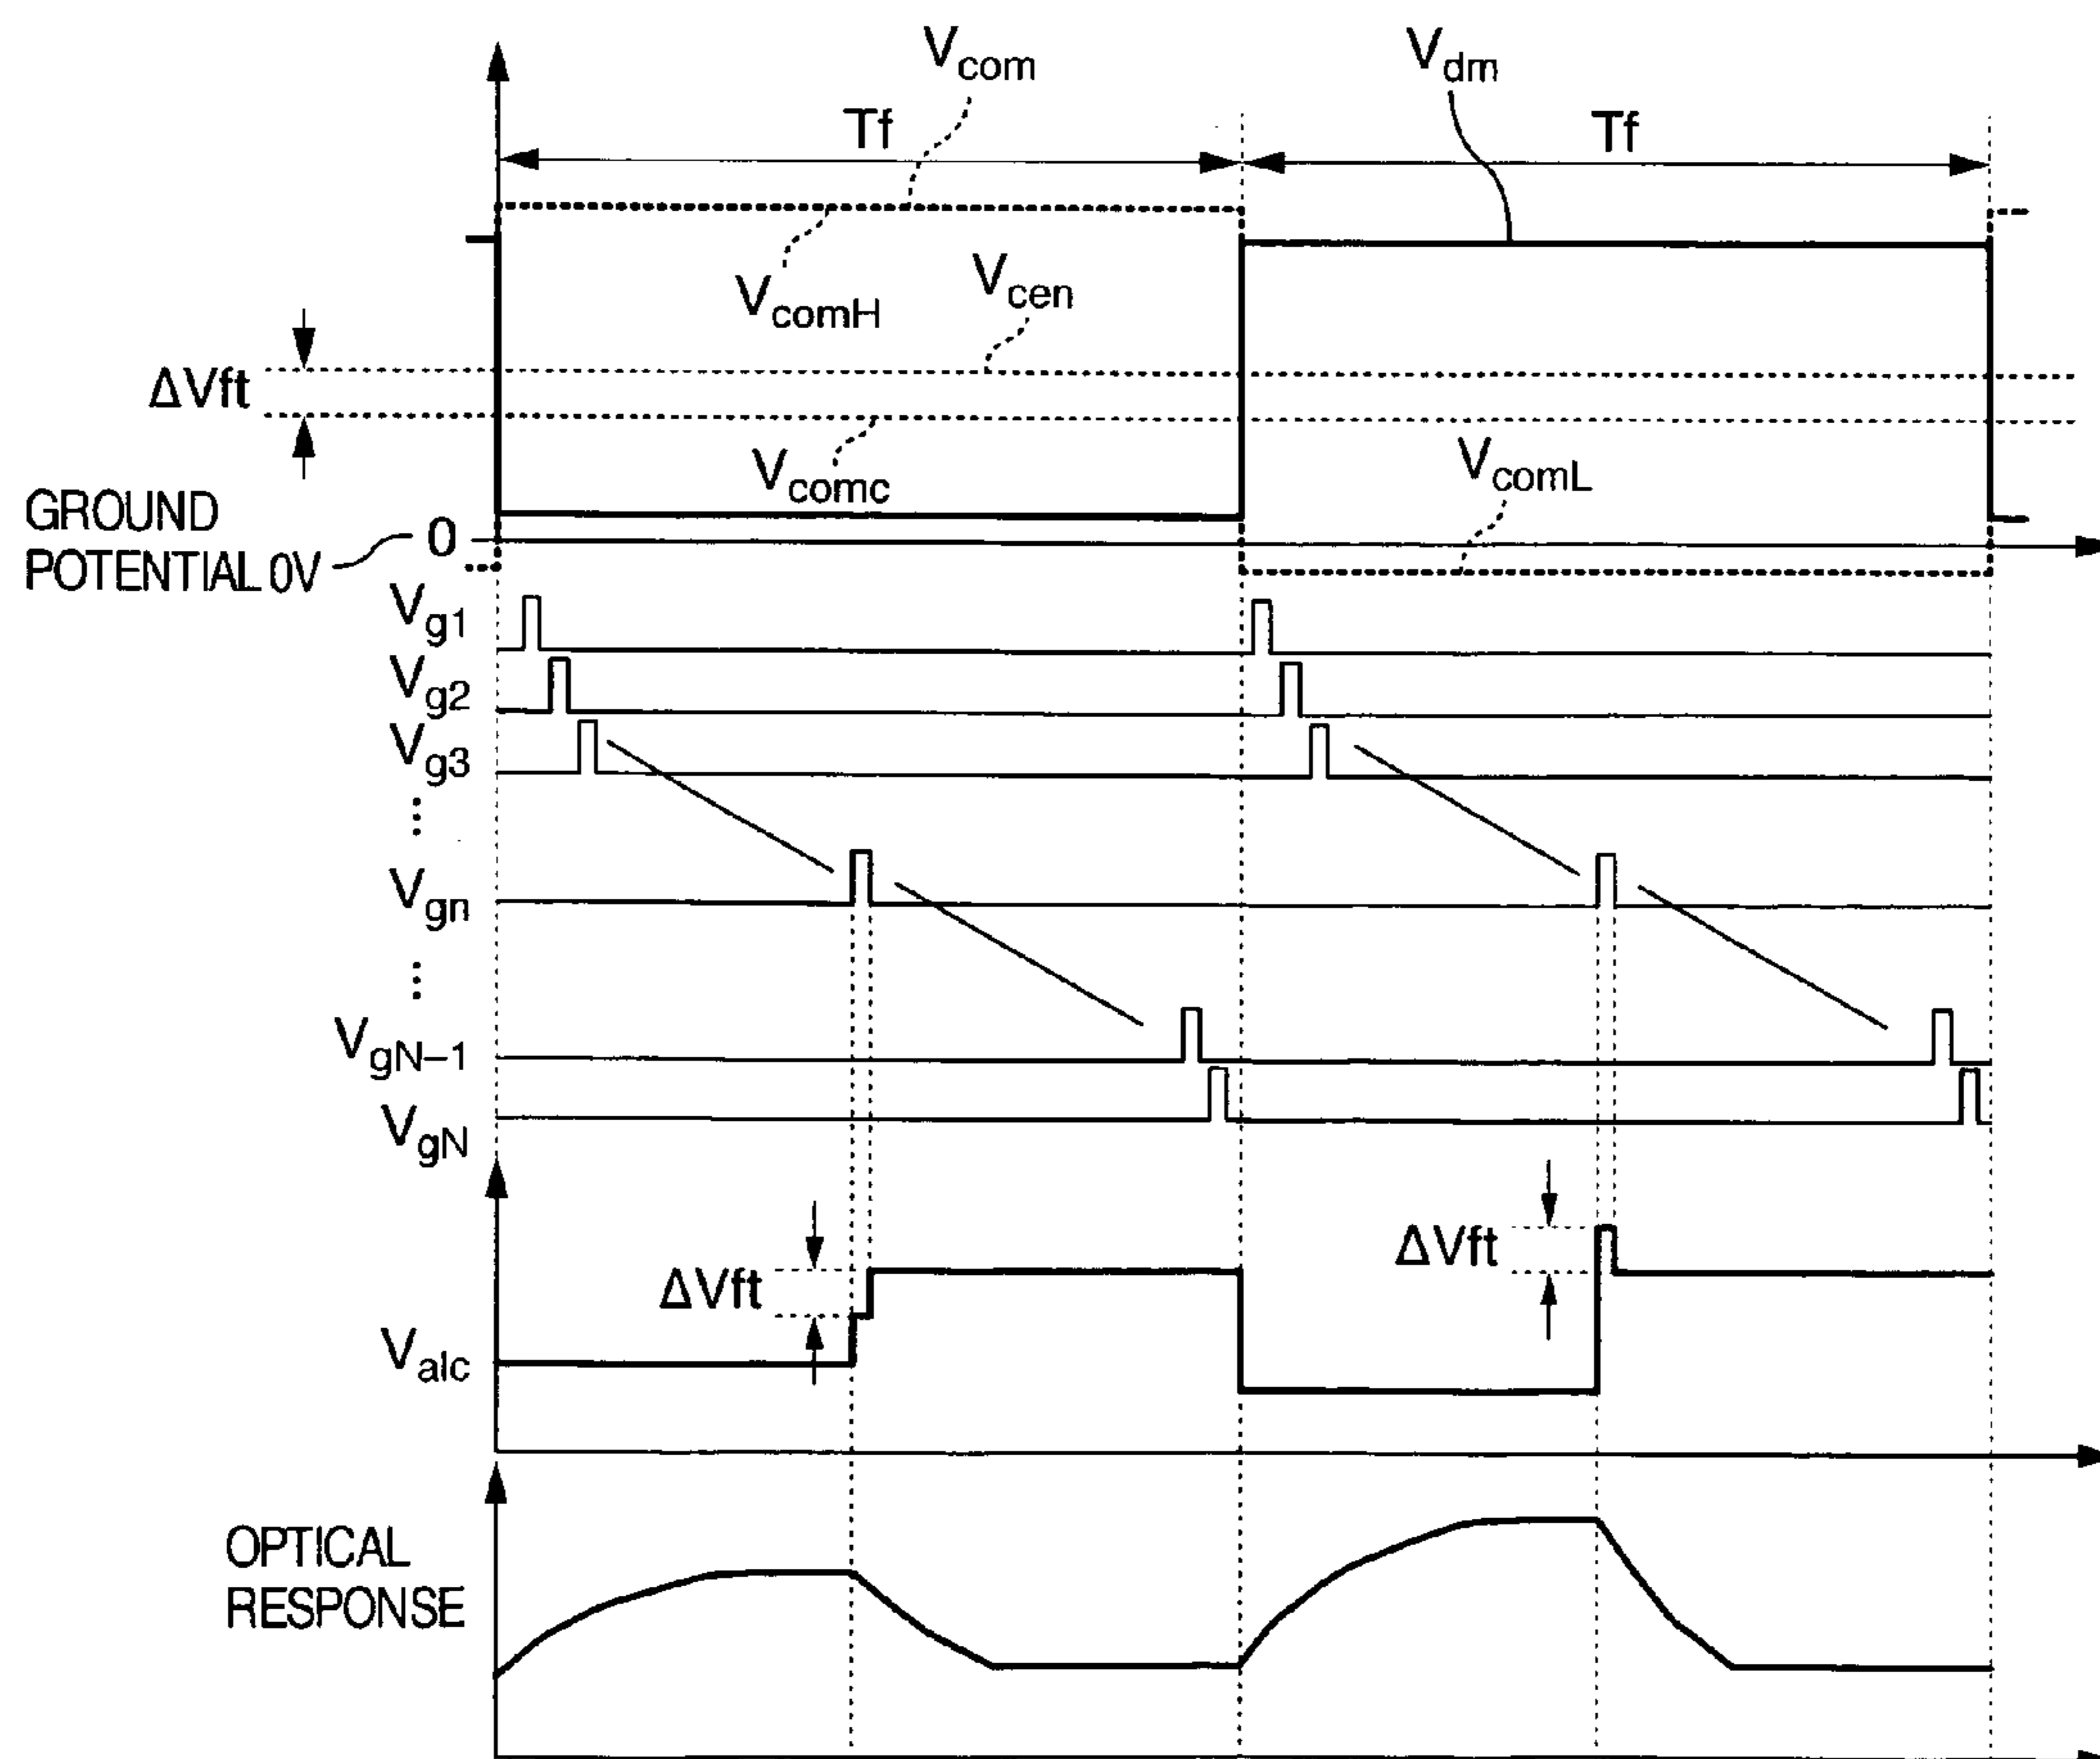 Vcom
Vdm
Tf
Tf
VcomH
Vcen
ΔVft
Vcomc
VcomL
GROUND
POTENTIAL 0V
0
Vg1
Vg2
Vg3
⋮
Vgn
⋮
VgN−1
VgN
ΔVft
ΔVft
Valc
OPTICAL
RESPONSE